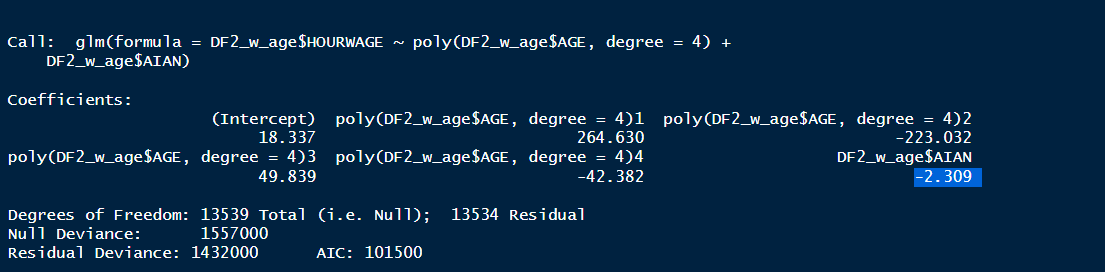 Call:  glm(formula = DF2_w_age$HOURWAGE ~ poly(DF2_w_age$AGE, degree = 4) +
    DF2_w_age$AIAN)
Coefficients:
                     (Intercept)  poly(DF2_w_age$AGE, degree = 4)1  poly(DF2_w_age$AGE, degree = 4)2
                          18.337                           264.630                          -223.032
poly(DF2_w_age$AGE, degree = 4)3  poly(DF2_w_age$AGE, degree = 4)4                    DF2_w_age$AIAN
                          49.839                           -42.382                            -2.309
Degrees of Freedom: 13539 Total (i.e. Null);  13534 Residual
Null Deviance:      1557000
Residual Deviance: 1432000      AIC: 101500